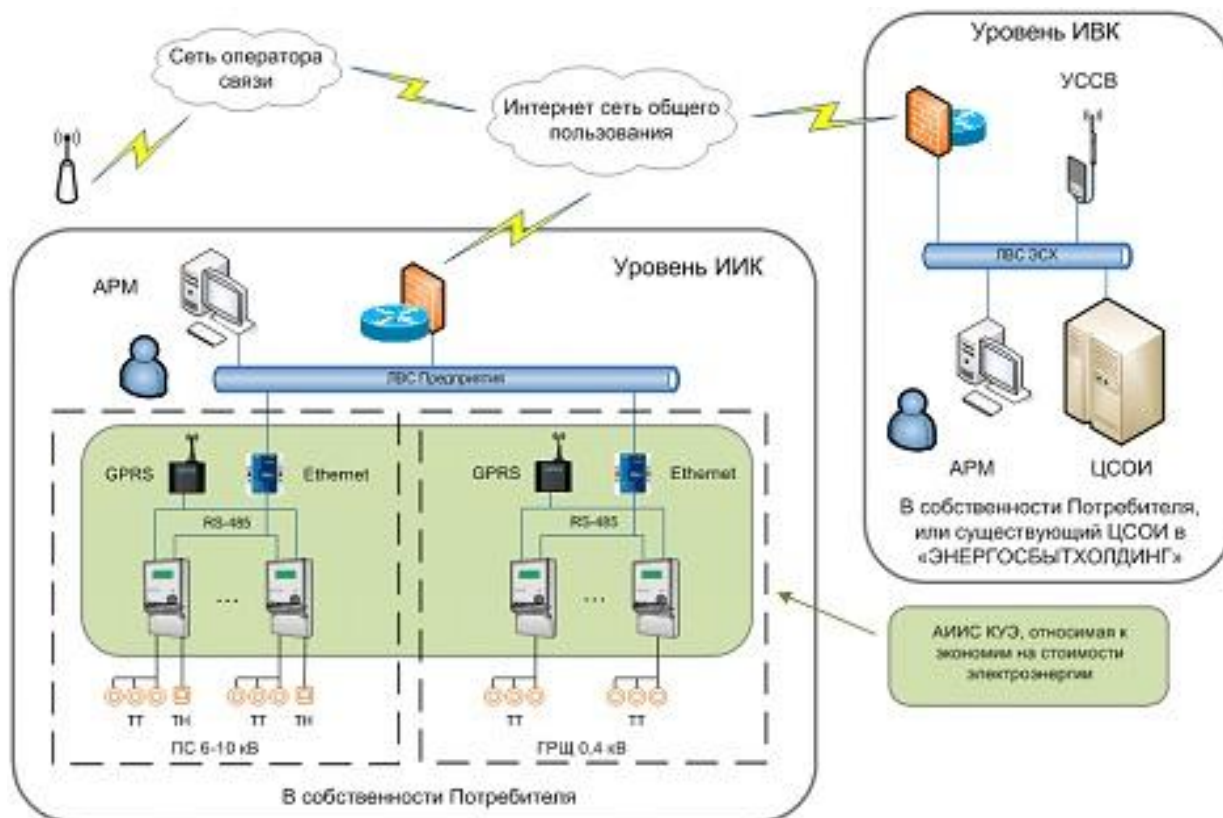 Сеть оператора
связи
Интернет сеть общего
пользования
Уровень ИВК
УССВ
ЛВС ЭСХ
АРМ
ЦСОИ
В собственности Потребителя,
или существующий ЦСОИ в
«ЭНЕРГОСБЫТХОЛДИНГ»
Уровень ИИК
АРМ
ЛВС Предприятия
GPRS
Ethernet
RS-485
...
ТТ
ТН
ТТ
ТН
ПС 6-10 кВ
GPRS
Ethernet
RS-485
...
ТТ
ТТ
ГРЩ 0,4 кВ
В собственности Потребителя
АИИС КУЭ, относимая к
экономии на стоимости
электроэнергии